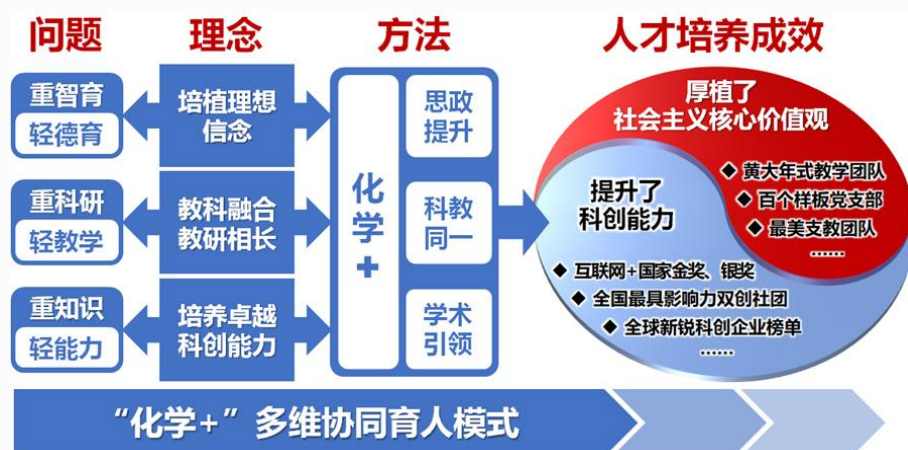 问题
理念
方法
人才培养成效
重智育
轻德育
培植理想
信念
思政
提升
重科研
轻教学
教科融合
教研相长
化学+
科教
同一
重知识
轻能力
培养卓越
科创能力
学术
引领
厚植了
社会主义核心价值观
◆ 黄大年式教学团队
◆ 百个样板党支部
◆ 最美支教团队
......
提升了
科创能力
◆ 互联网+国家金奖、银奖
◆ 全国最具影响力双创社团
◆ 全球新锐科创企业榜单
......
“化学+”多维协同育人模式